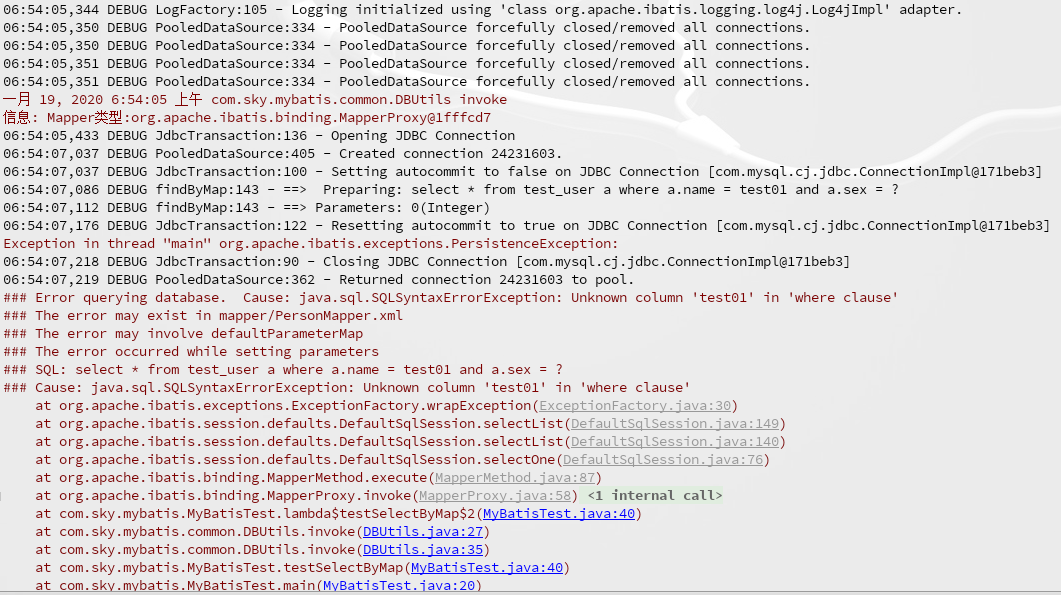 06:54:05,344 DEBUG LogFactory:105 - Logging initialized using 'class org.apache.ibatis.logging.log4j.Log4jImpl' adapter.
06:54:05,350 DEBUG PooledDataSource:334 - PooledDataSource forcefully closed/removed all connections.
06:54:05,350 DEBUG PooledDataSource:334 - PooledDataSource forcefully closed/removed all connections.
06:54:05,351 DEBUG PooledDataSource:334 - PooledDataSource forcefully closed/removed all connections.
06:54:05,351 DEBUG PooledDataSource:334 - PooledDataSource forcefully closed/removed all connections.
一月 19, 2020 6:54:05 上午 com.sky.mybatis.common.DBUtils invoke
信息: Mapper类型:org.apache.ibatis.binding.MapperProxy@1fffcd7
06:54:05,433 DEBUG JdbcTransaction:136 - Opening JDBC Connection
06:54:07,037 DEBUG PooledDataSource:405 - Created connection 24231603.
06:54:07,037 DEBUG JdbcTransaction:100 - Setting autocommit to false on JDBC Connection [com.mysql.cj.jdbc.ConnectionImpl@171beb3]
06:54:07,086 DEBUG findByMap:143 - ==>  Preparing: select * from test_user a where a.name = test01 and a.sex = ?
06:54:07,112 DEBUG findByMap:143 - ==> Parameters: 0(Integer)
06:54:07,176 DEBUG JdbcTransaction:122 - Resetting autocommit to true on JDBC Connection [com.mysql.cj.jdbc.ConnectionImpl@171beb3]
Exception in thread "main" org.apache.ibatis.exceptions.PersistenceException:
06:54:07,218 DEBUG JdbcTransaction:90 - Closing JDBC Connection [com.mysql.cj.jdbc.ConnectionImpl@171beb3]
06:54:07,219 DEBUG PooledDataSource:362 - Returned connection 24231603 to pool.
### Error querying database.  Cause: java.sql.SQLSyntaxErrorException: Unknown column 'test01' in 'where clause'
### The error may exist in mapper/PersonMapper.xml
### The error may involve defaultParameterMap
### The error occurred while setting parameters
### SQL: select * from test_user a where a.name = test01 and a.sex = ?
### Cause: java.sql.SQLSyntaxErrorException: Unknown column 'test01' in 'where clause'
    at org.apache.ibatis.exceptions.ExceptionFactory.wrapException(ExceptionFactory.java:30)
    at org.apache.ibatis.session.defaults.DefaultSqlSession.selectList(DefaultSqlSession.java:149)
    at org.apache.ibatis.session.defaults.DefaultSqlSession.selectList(DefaultSqlSession.java:140)
    at org.apache.ibatis.session.defaults.DefaultSqlSession.selectOne(DefaultSqlSession.java:76)
    at org.apache.ibatis.binding.MapperMethod.execute(MapperMethod.java:87)
    at org.apache.ibatis.binding.MapperProxy.invoke(MapperProxy.java:58) <1 internal call>
    at com.sky.mybatis.MyBatisTest.lambda$testSelectByMap$2(MyBatisTest.java:40)
    at com.sky.mybatis.common.DBUtils.invoke(DBUtils.java:27)
    at com.sky.mybatis.common.DBUtils.invoke(DBUtils.java:35)
    at com.sky.mybatis.MyBatisTest.testSelectByMap(MyBatisTest.java:40)
    at com.sky.mybatis.MyBatisTest.main(MyBatisTest.java:20)